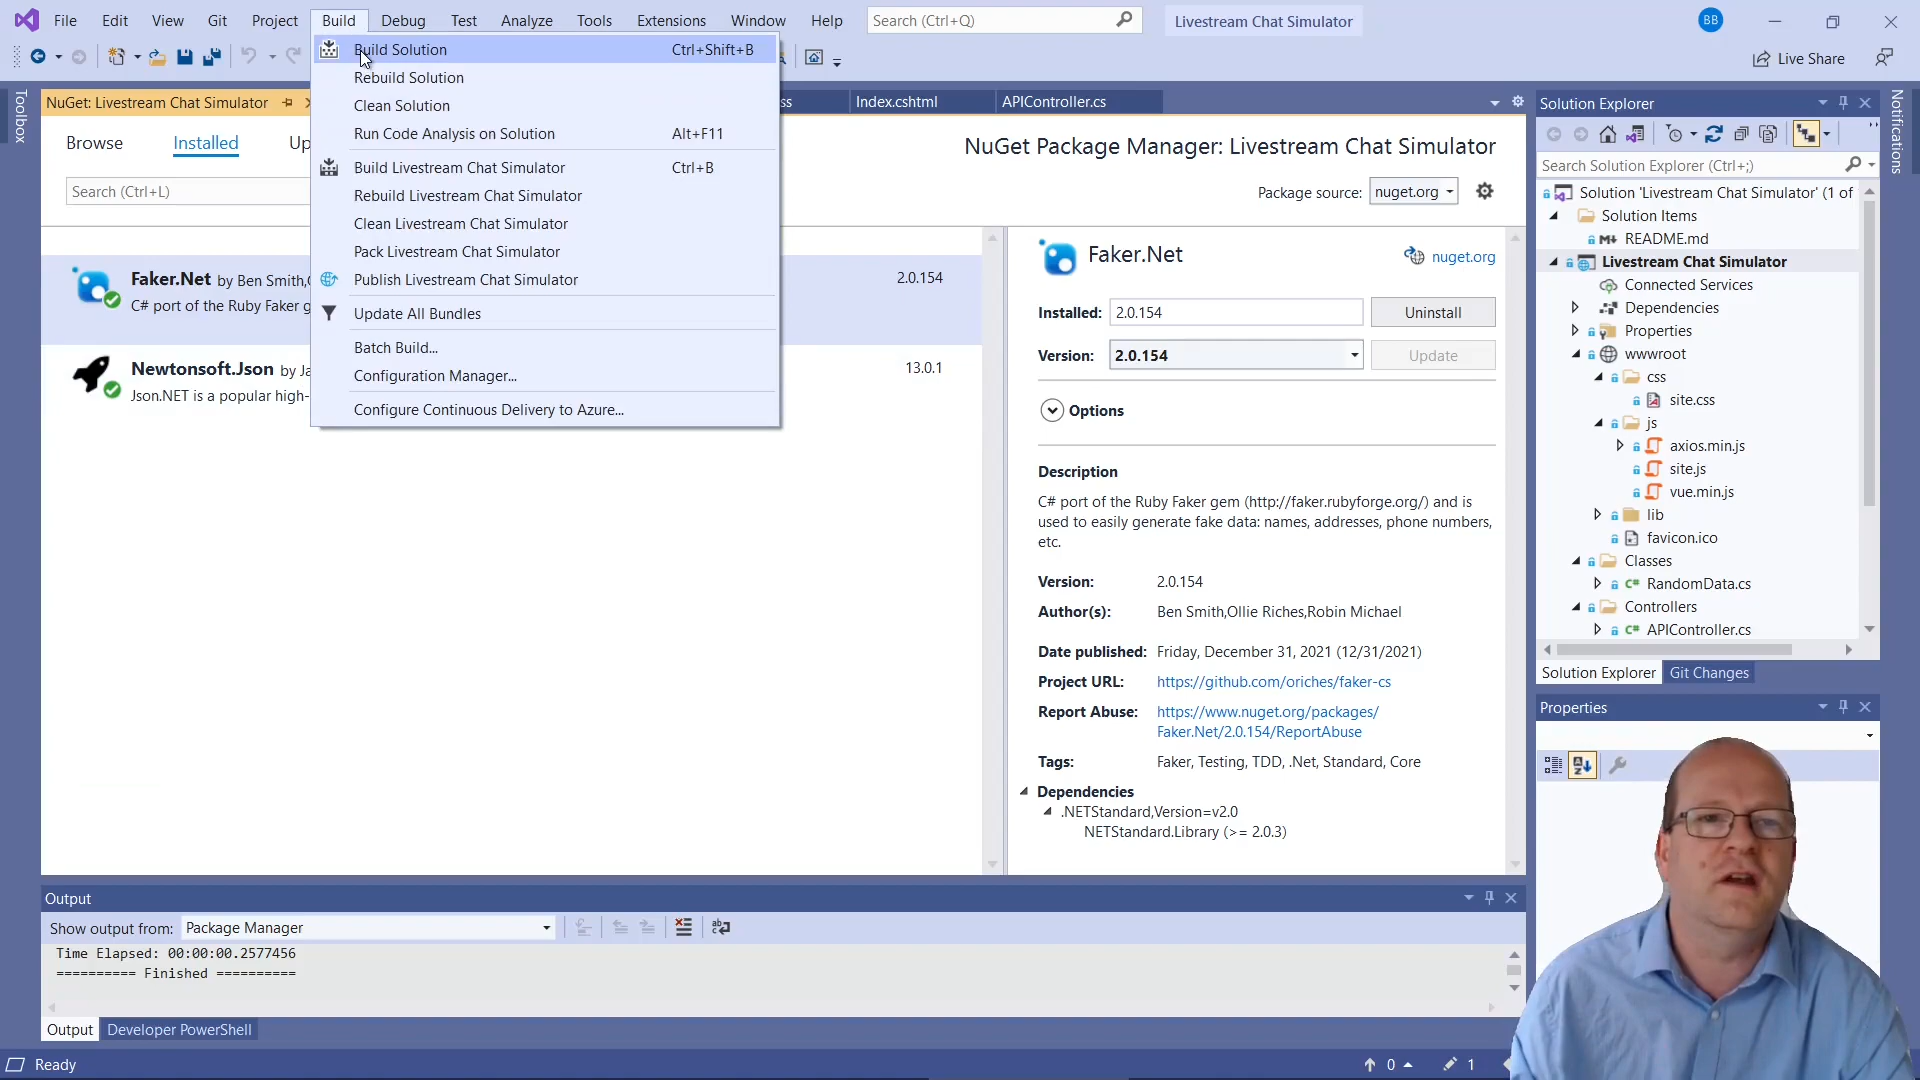 File Edit View Git Project Build Debug Test Analyze Tools Extensions Window Help Search (Ctrl+Q) Livestream Chat Simulator BB
Live Share
Build Solution Ctrl+Shift+B
Rebuild Solution
Clean Solution
Run Code Analysis on Solution Alt+F11
Build Livestream Chat Simulator Ctrl+B
Rebuild Livestream Chat Simulator
Clean Livestream Chat Simulator
Pack Livestream Chat Simulator
Publish Livestream Chat Simulator
Update All Bundles
Batch Build...
Configuration Manager...
Configure Continuous Delivery to Azure...
Toolbox
NuGet: Livestream Chat Simulator
ss Index.cshtml APIController.cs
Browse Installed Up
Search (Ctrl+L)
NuGet Package Manager: Livestream Chat Simulator
Package source: nuget.org
Faker.Net by Ben Smith, 2.0.154
C# port of the Ruby Faker g
Newtonsoft.Json by Ja 13.0.1
Json.NET is a popular high-
Faker.Net nuget.org
Installed: 2.0.154 Uninstall
Version: 2.0.154 Update
Options
Description
C# port of the Ruby Faker gem (http://faker.rubyforge.org/) and is
used to easily generate fake data: names, addresses, phone numbers,
etc.
Version: 2.0.154
Author(s): Ben Smith,Ollie Riches,Robin Michael
Date published: Friday, December 31, 2021 (12/31/2021)
Project URL: https://github.com/oriches/faker-cs
Report Abuse: https://www.nuget.org/packages/
Faker.Net/2.0.154/ReportAbuse
Tags: Faker, Testing, TDD, .Net, Standard, Core
Dependencies
.NETStandard,Version=v2.0
NETStandard.Library (>= 2.0.3)
Solution Explorer
Search Solution Explorer (Ctrl+;)
Solution 'Livestream Chat Simulator' (1 of
Solution Items
README.md
Livestream Chat Simulator
Connected Services
Dependencies
Properties
wwwroot
css
site.css
js
axios.min.js
site.js
vue.min.js
lib
favicon.ico
Classes
C# RandomData.cs
Controllers
C# APIController.cs
Solution Explorer Git Changes
Properties
Notifications
Output
Show output from: Package Manager
Time Elapsed: 00:00:00.2577456
========== Finished ==========
Output Developer PowerShell
Ready 0 1